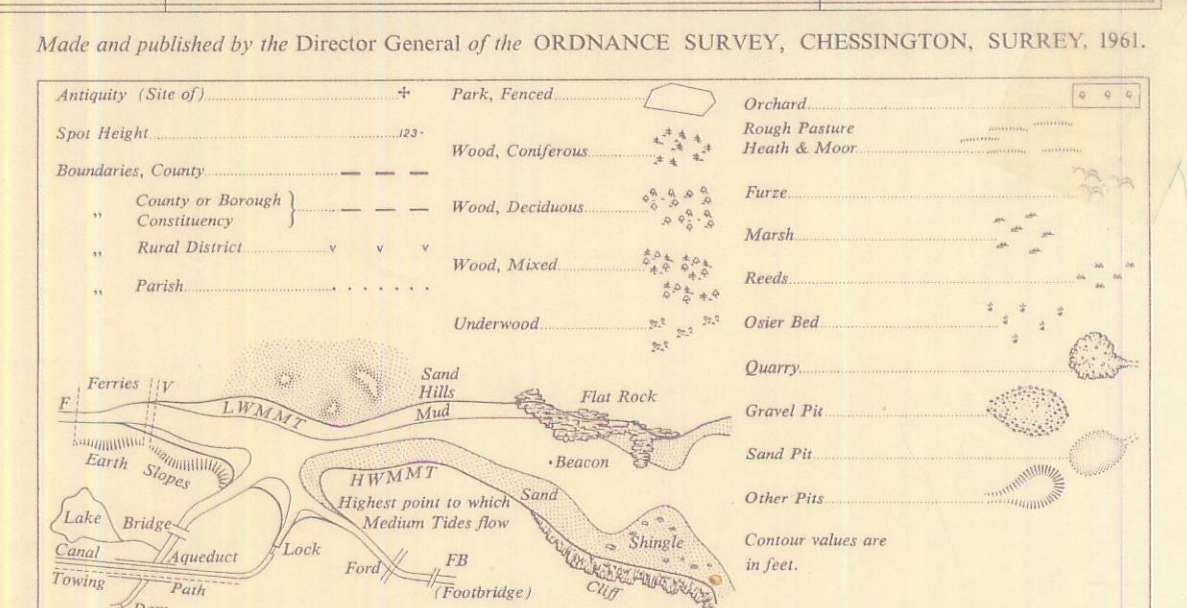 Made and published by the Director General of the ORDNANCE SURVEY, CHESSINGTON, SURREY, 1961.
Antiquity (Site of)
Spot Height 123
Boundaries, County
„ County or Borough
Constituency
„ Rural District v v v
„ Parish
Park, Fenced
Wood, Coniferous
Wood, Deciduous
Wood, Mixed
Underwood
Orchard
Rough Pasture
Heath & Moor
Furze
Marsh
Reeds
Osier Bed
Quarry
Gravel Pit
Sand Pit
Other Pits
Contour values are
in feet.
Ferries
F
V
LWMMT
Sand
Hills
Mud
Flat Rock
Earth
Slopes
HWMMT
Beacon
Highest point to which
Medium Tides flow
Sand
Shingle
Lake
Bridge
Canal
Aqueduct
Lock
Towing
Path
Ford
FB
(Footbridge)
Cliff